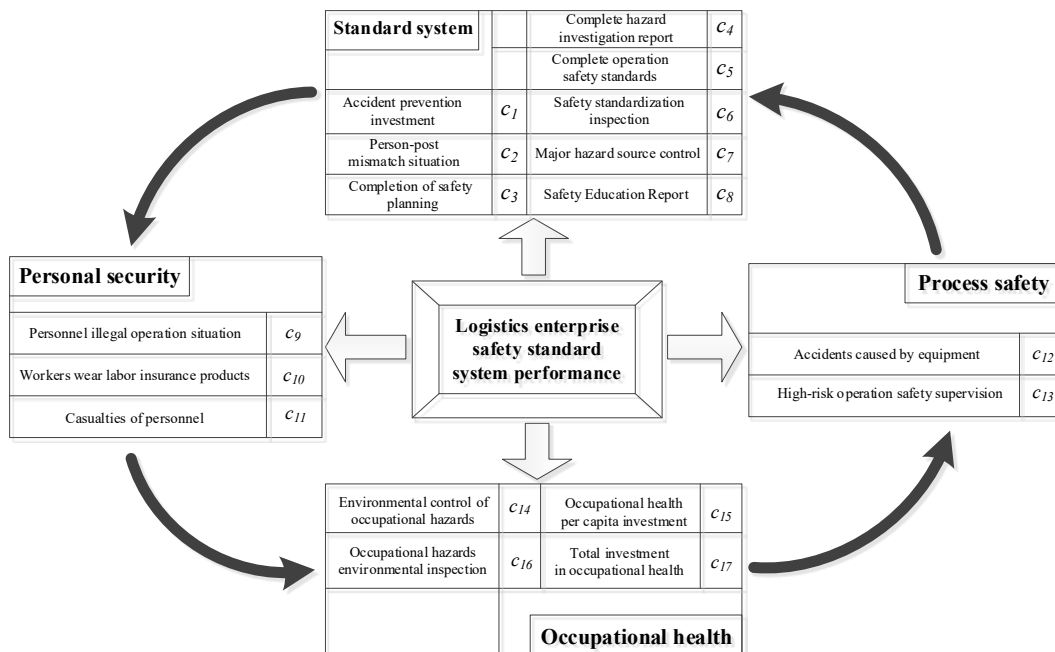 Standard system
Complete hazard
investigation report
c4
Complete operation
safety standards
c5
Accident prevention
investment
c1
Safety standardization
inspection
c6
Person-post
mismatch situation
c2
Major hazard source control
c7
Completion of safety
planning
c3
Safety Education Report
c8
Personal security
Personnel illegal operation situation
c9
Workers wear labor insurance products
c10
Casualties of personnel
c11
Logistics enterprise
safety standard
system performance
Process safety
Accidents caused by equipment
c12
High-risk operation safety supervision
c13
Environmental control of
occupational hazards
c14
Occupational health
per capita investment
c15
Occupational hazards
environmental inspection
c16
Total investment
in occupational health
c17
Occupational health